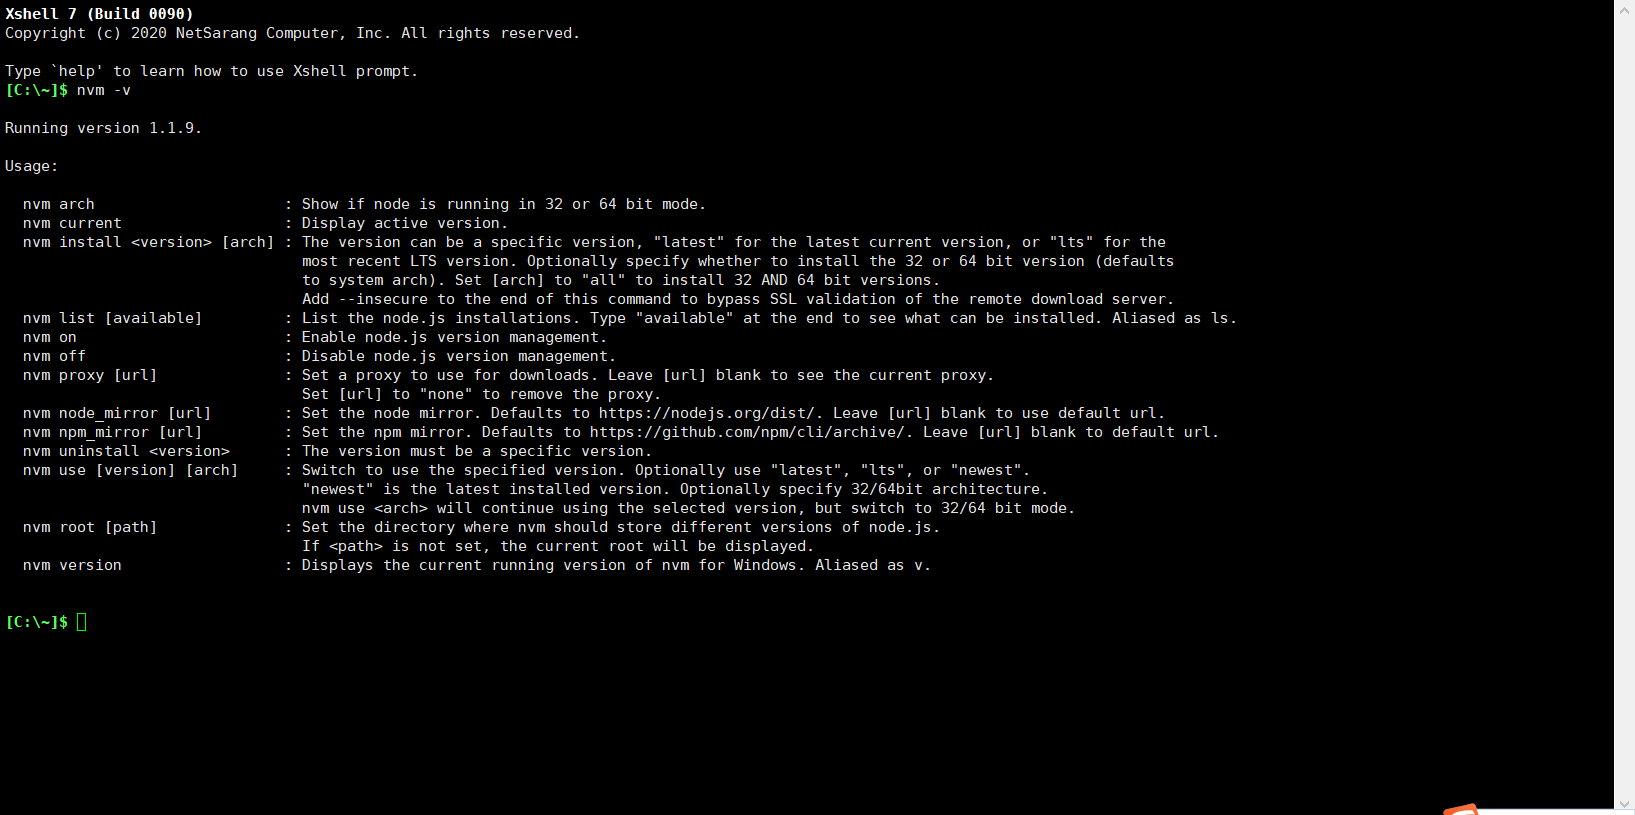 Xshell 7 (Build 0090)
Copyright (c) 2020 NetSarang Computer, Inc. All rights reserved.
Type `help' to learn how to use Xshell prompt.
[C:\~]$ nvm -v
Running version 1.1.9.
Usage:
nvm arch : Show if node is running in 32 or 64 bit mode.
nvm current : Display active version.
nvm install <version> [arch] : The version can be a specific version, "latest" for the latest current version, or "lts" for the
most recent LTS version. Optionally specify whether to install the 32 or 64 bit version (defaults
to system arch). Set [arch] to "all" to install 32 AND 64 bit versions.
Add --insecure to the end of this command to bypass SSL validation of the remote download server.
nvm list [available] : List the node.js installations. Type "available" at the end to see what can be installed. Aliased as ls.
nvm on : Enable node.js version management.
nvm off : Disable node.js version management.
nvm proxy [url] : Set a proxy to use for downloads. Leave [url] blank to see the current proxy.
Set [url] to "none" to remove the proxy.
nvm node_mirror [url] : Set the node mirror. Defaults to https://nodejs.org/dist/. Leave [url] blank to use default url.
nvm npm_mirror [url] : Set the npm mirror. Defaults to https://github.com/npm/cli/archive/. Leave [url] blank to default url.
nvm uninstall <version> : The version must be a specific version.
nvm use [version] [arch] : Switch to use the specified version. Optionally use "latest", "lts", or "newest".
"newest" is the latest installed version. Optionally specify 32/64bit architecture.
nvm use <arch> will continue using the selected version, but switch to 32/64 bit mode.
nvm root [path] : Set the directory where nvm should store different versions of node.js.
If <path> is not set, the current root will be displayed.
nvm version : Displays the current running version of nvm for Windows. Aliased as v.
[C:\~]$